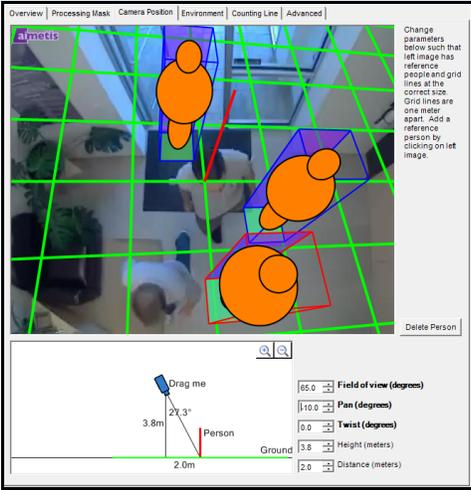 Overview Processing Mask Camera Position Environment Counting Line Advanced
aimetis
Change
parameters
below such that
left image has
reference
people and grid
lines at the
correct size.
Grid lines are
one meter
apart. Add a
reference
person by
clicking on left
image.
Delete Person
Drag me
27.3°
3.8m
Person
Ground
2.0m
65.0 Field of view (degrees)
-10.0 Pan (degrees)
0.0 Twist (degrees)
3.8 Height (meters)
2.0 Distance (meters)